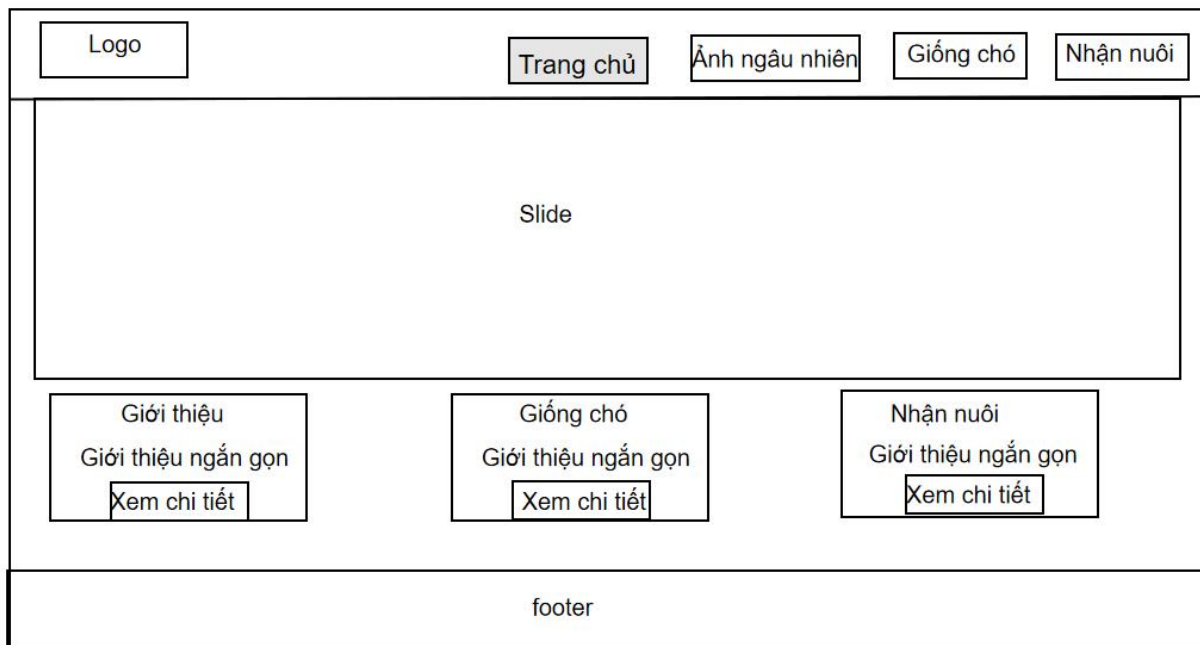 Logo
Trang chủ
Ảnh ngâu nhiên
Giống chó
Nhận nuôi
Slide
Giới thiệu
Giới thiệu ngắn gọn
Xem chi tiết
Giống chó
Giới thiệu ngắn gọn
Xem chi tiết
Nhận nuôi
Giới thiệu ngắn gọn
Xem chi tiết
footer